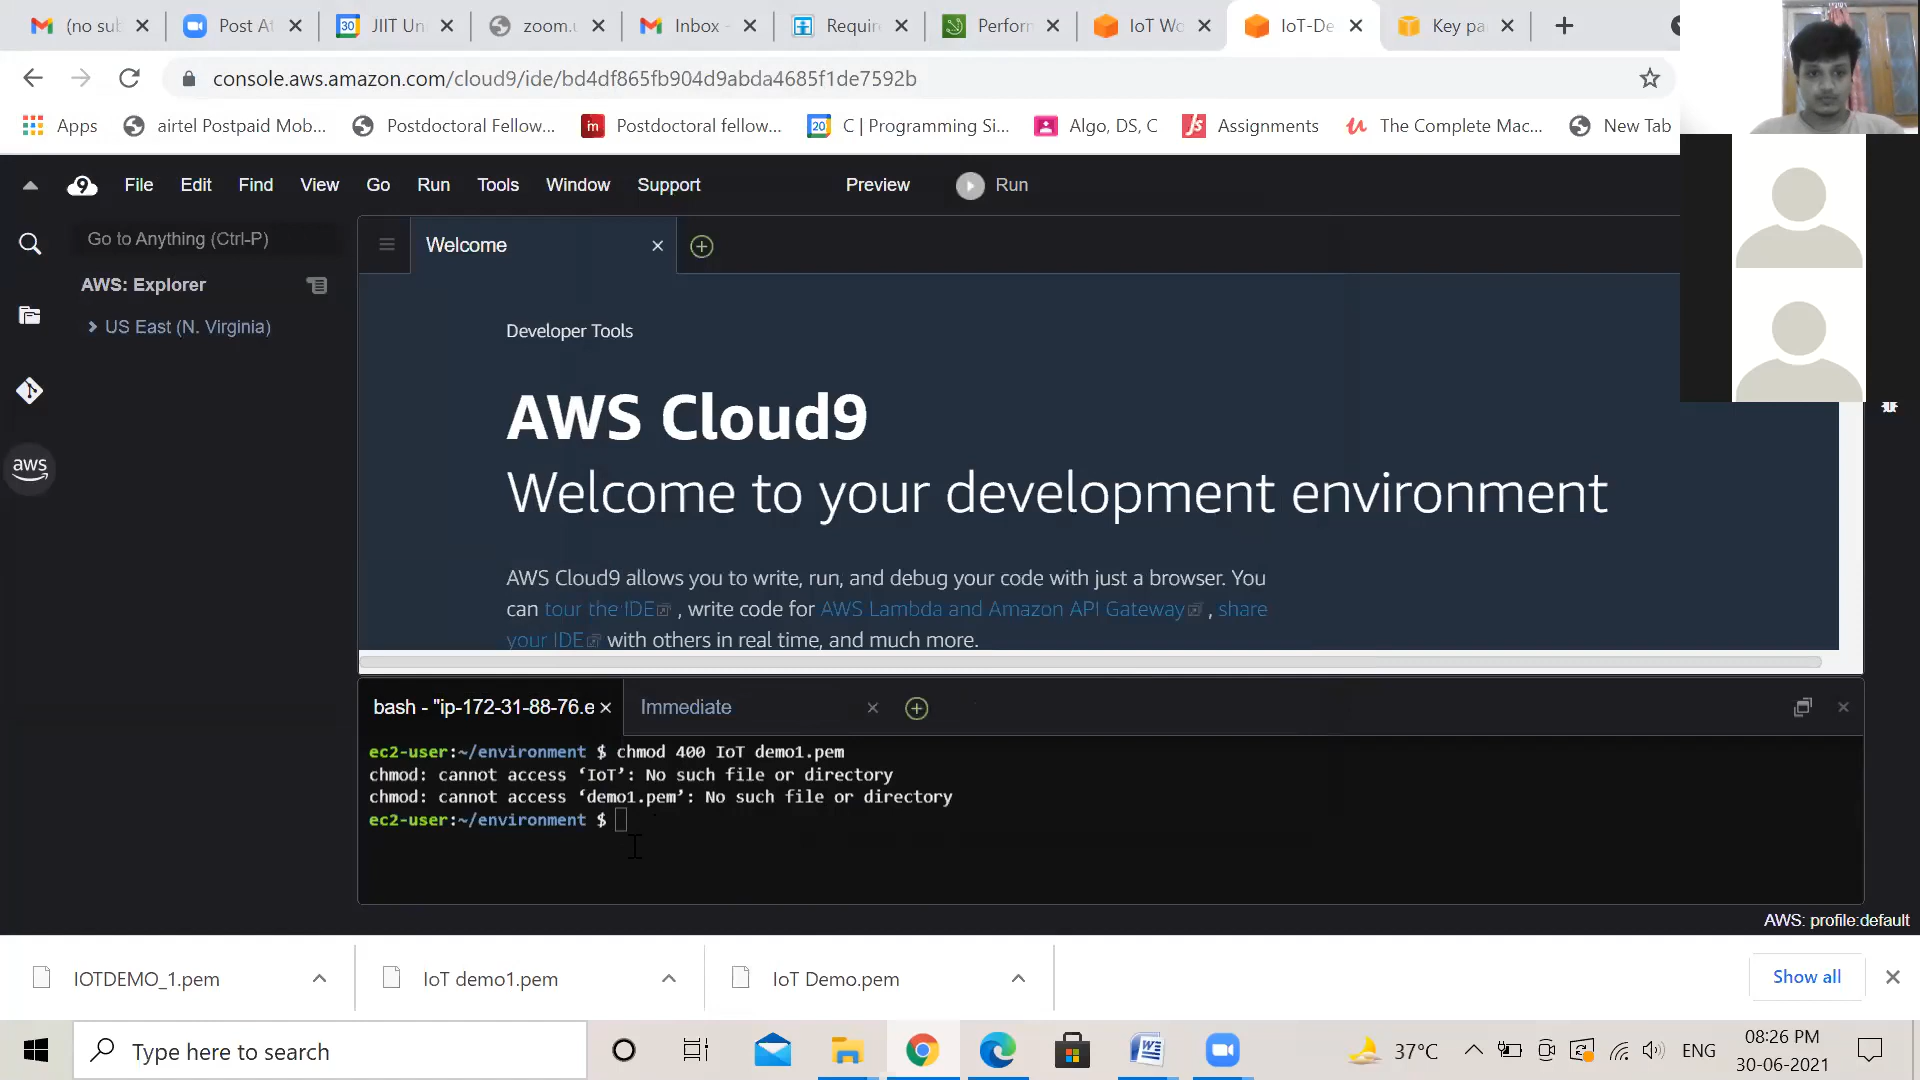 (no sub
Post Af
30
JIIT Un
zoom.u
Inbox -
Requir
Perforn
IoT Wo
IoT-De
Key pa
console.aws.amazon.com/cloud9/ide/bd4df865fb904d9abda4685f1de7592b
Apps
airtel Postpaid Mob...
Postdoctoral Fellow...
m
Postdoctoral fellow...
20
C | Programming Si...
Algo, DS, C
Assignments
The Complete Mac...
New Tab
9
File
Edit
Find
View
Go
Run
Tools
Window
Support
Preview
Run
Go to Anything (Ctrl-P)
Welcome
AWS: Explorer
US East (N. Virginia)
aws
Developer Tools
AWS Cloud9
Welcome to your development environment
AWS Cloud9 allows you to write, run, and debug your code with just a browser. You
can tour the IDE , write code for AWS Lambda and Amazon API Gateway , share
your IDE with others in real time, and much more.
bash - "ip-172-31-88-76.e
Immediate
ec2-user:~/environment $ chmod 400 IoT demo1.pem
chmod: cannot access ‘IoT’: No such file or directory
chmod: cannot access ‘demo1.pem’: No such file or directory
ec2-user:~/environment $
AWS: profile:default
IOTDEMO_1.pem
IoT demo1.pem
IoT Demo.pem
Show all
Type here to search
37°C
ENG
08:26 PM
30-06-2021